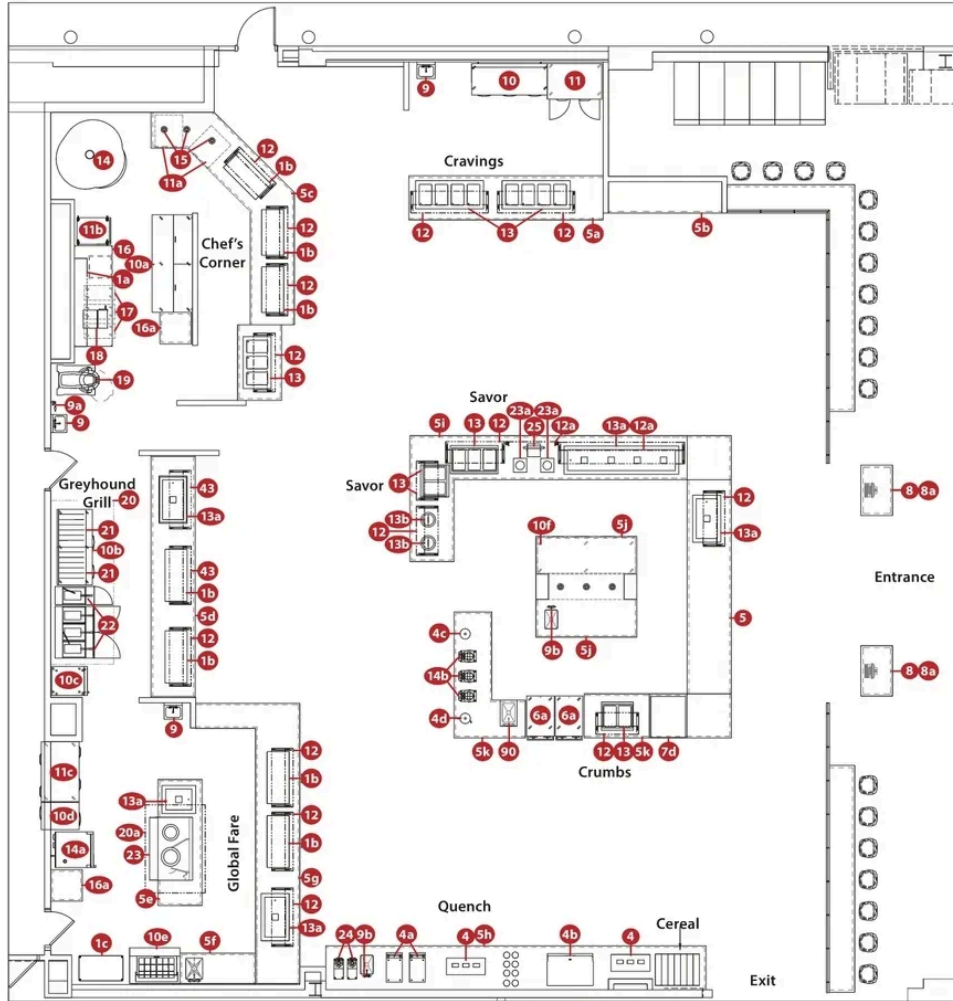 9
10
11
14
15
12
1b
11a
Cravings
5c
12
13
12
5a
5b
11b
16
10a
1a
Chef's
Corner
12
1b
12
1b
17
16a
18
19
12
13
9a
9
Savor
5i
13
12
23a
25
23a
12a
13a
12a
Greyhound
Grill
20
43
13a
Savor
13
13b
12
13b
12
13a
8
8a
21
10b
21
43
1b
10f
5j
Entrance
22
5d
12
1b
4c
9b
5j
5
10c
14b
8
8a
9
4d
5k
90
6a
6a
12
13
5k
7d
Crumbs
11c
12
1b
13a
10d
20a
12
1b
14a
23
Global Fare
16a
5e
5g
12
13a
Quench
Cereal
1c
10e
5f
24
9b
4a
4
5h
4b
4
Exit